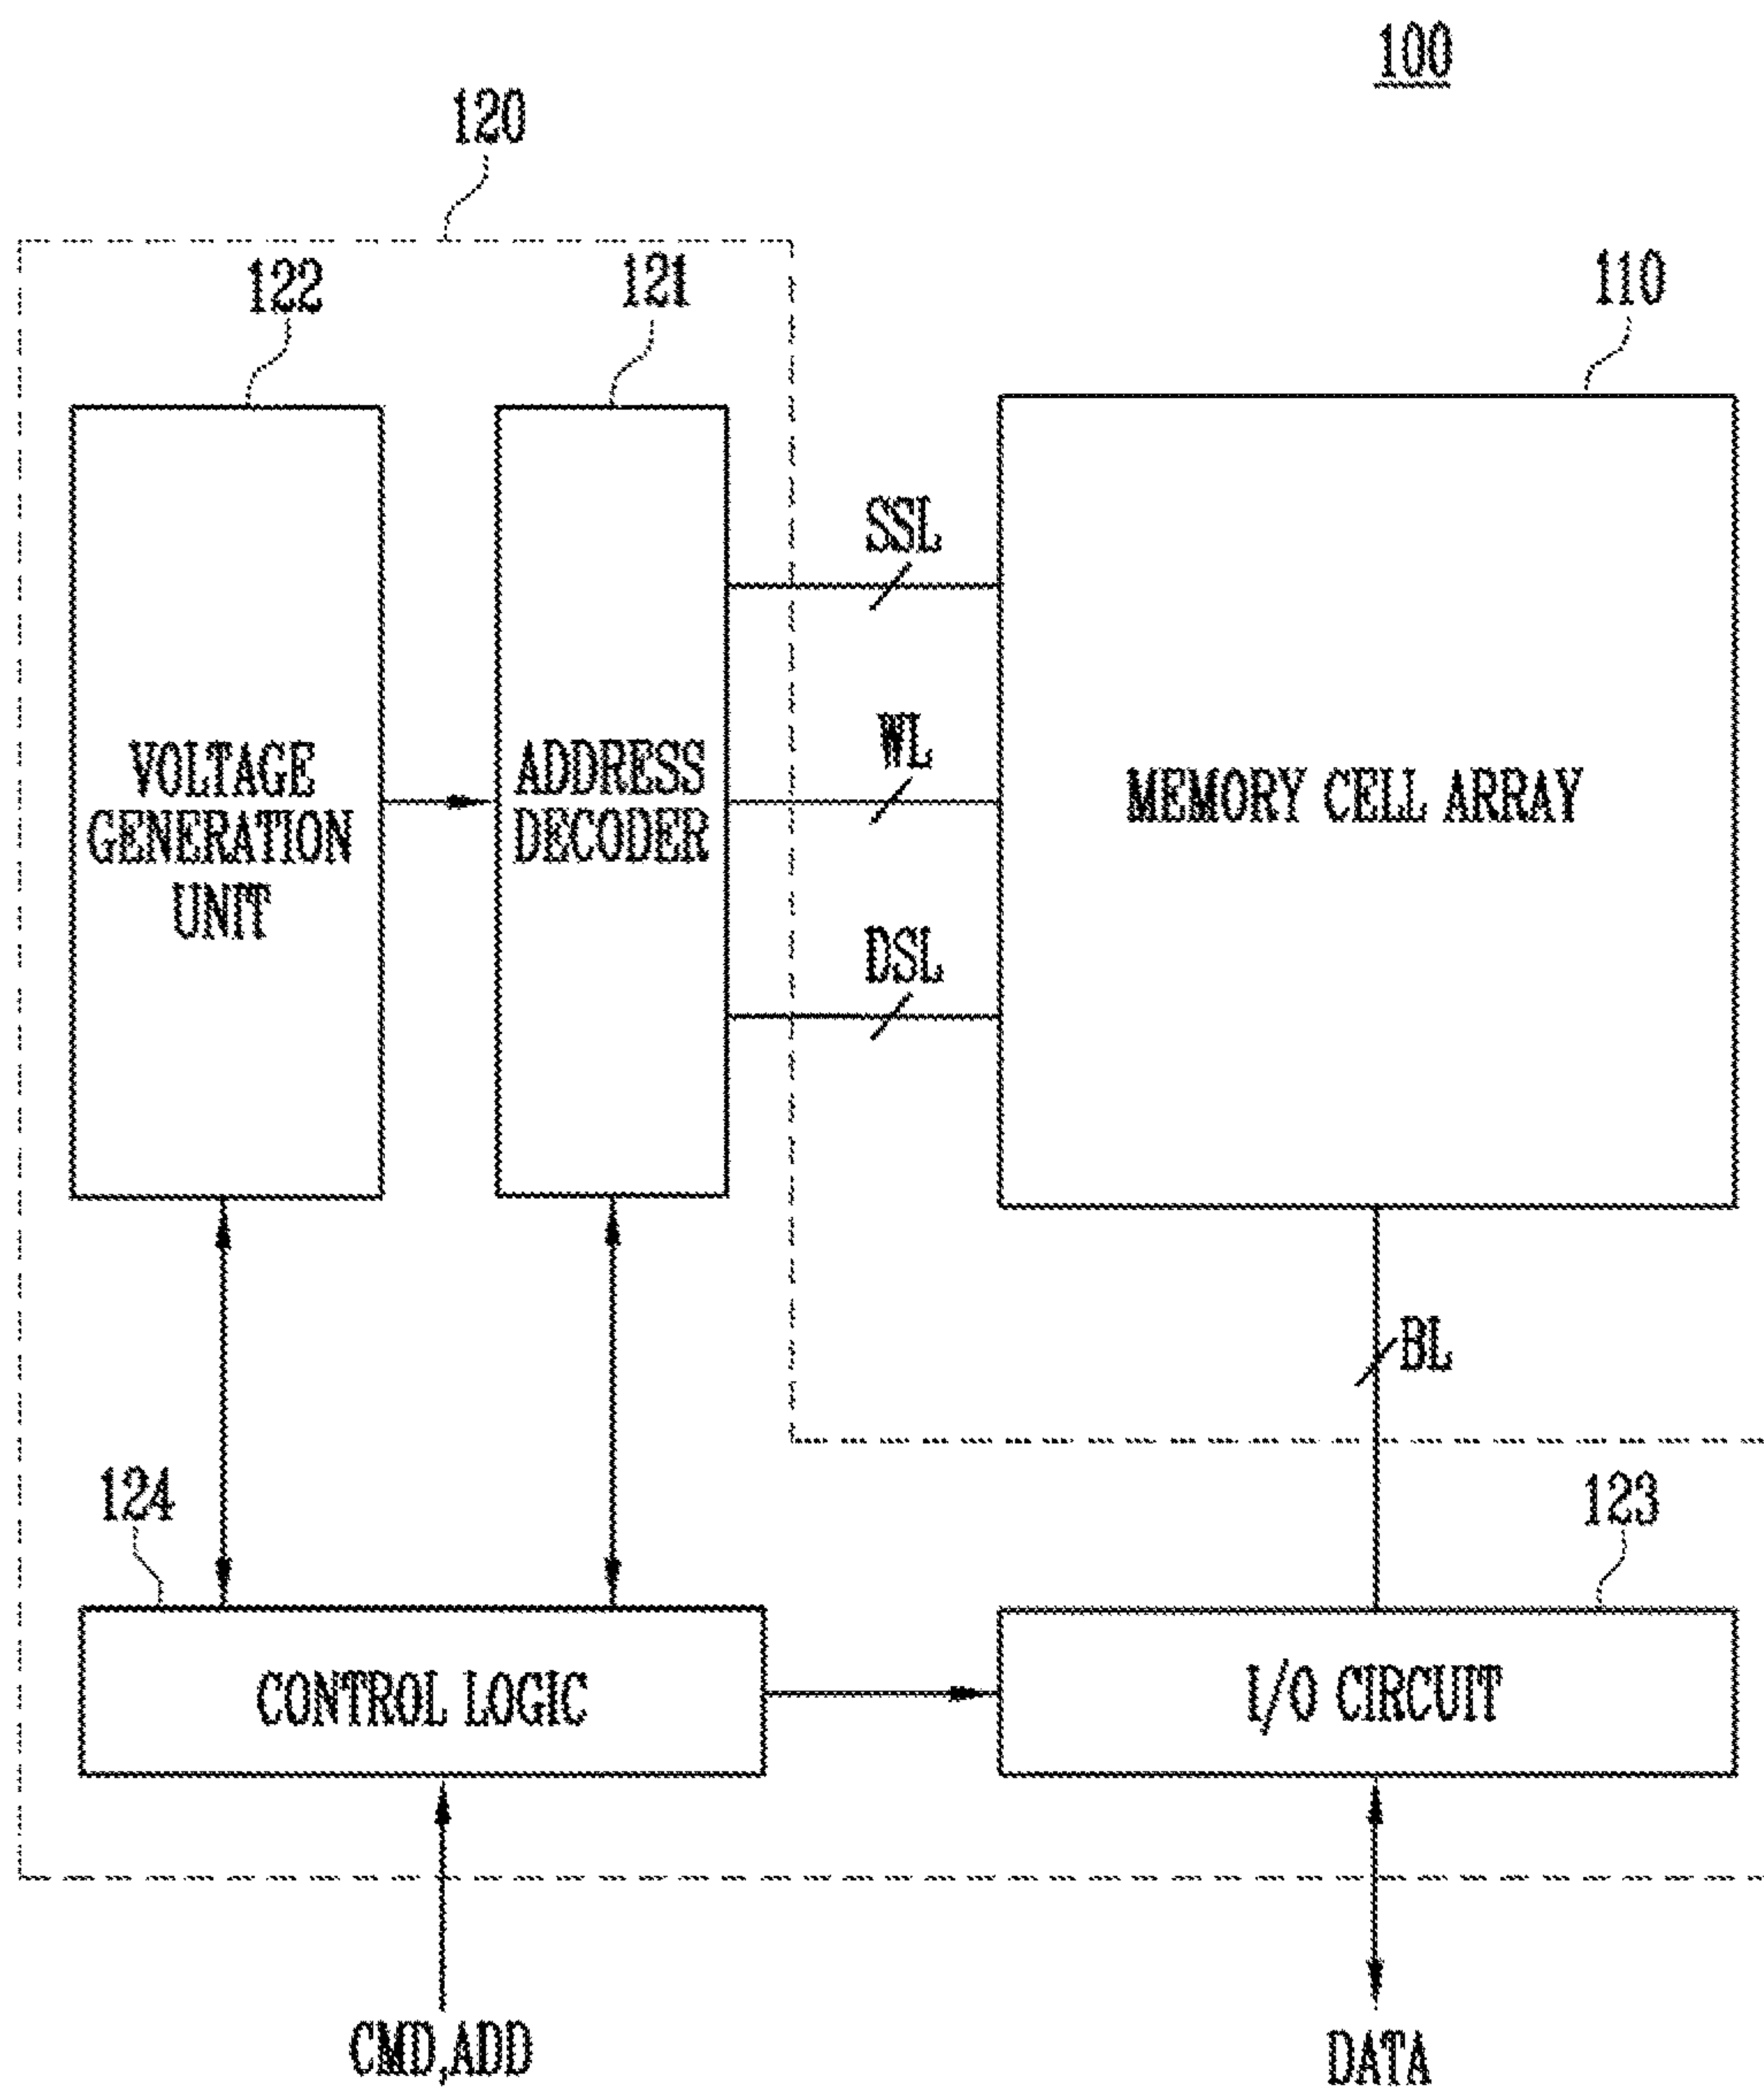 100
120
122
121
110
SSL
VOLTAGE
GENERATION
UNIT
ADDRESS
DECODER
WL
MEMORY CELL ARRAY
DSL
BL
124
123
CONTROL LOGIC
I/O CIRCUIT
CMD,ADD
DATA